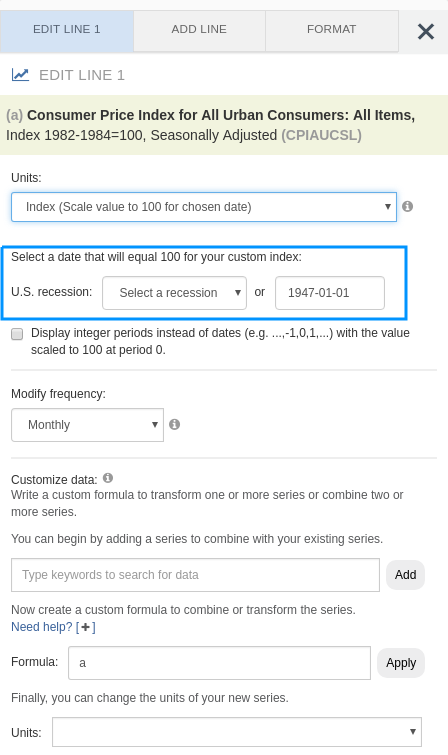 EDIT LINE 1 ADD LINE FORMAT
EDIT LINE 1
(a) Consumer Price Index for All Urban Consumers: All Items,
Index 1982-1984=100, Seasonally Adjusted (CPIAUCSL)
Units:
Index (Scale value to 100 for chosen date)
Select a date that will equal 100 for your custom index:
U.S. recession: Select a recession or 1947-01-01
Display integer periods instead of dates (e.g. ...,-1,0,1,...) with the value
scaled to 100 at period 0.
Modify frequency:
Monthly
Customize data:
Write a custom formula to transform one or more series or combine two or
more series.
You can begin by adding a series to combine with your existing series.
Type keywords to search for data Add
Now create a custom formula to combine or transform the series.
Need help? [+]
Formula: a Apply
Finally, you can change the units of your new series.
Units: